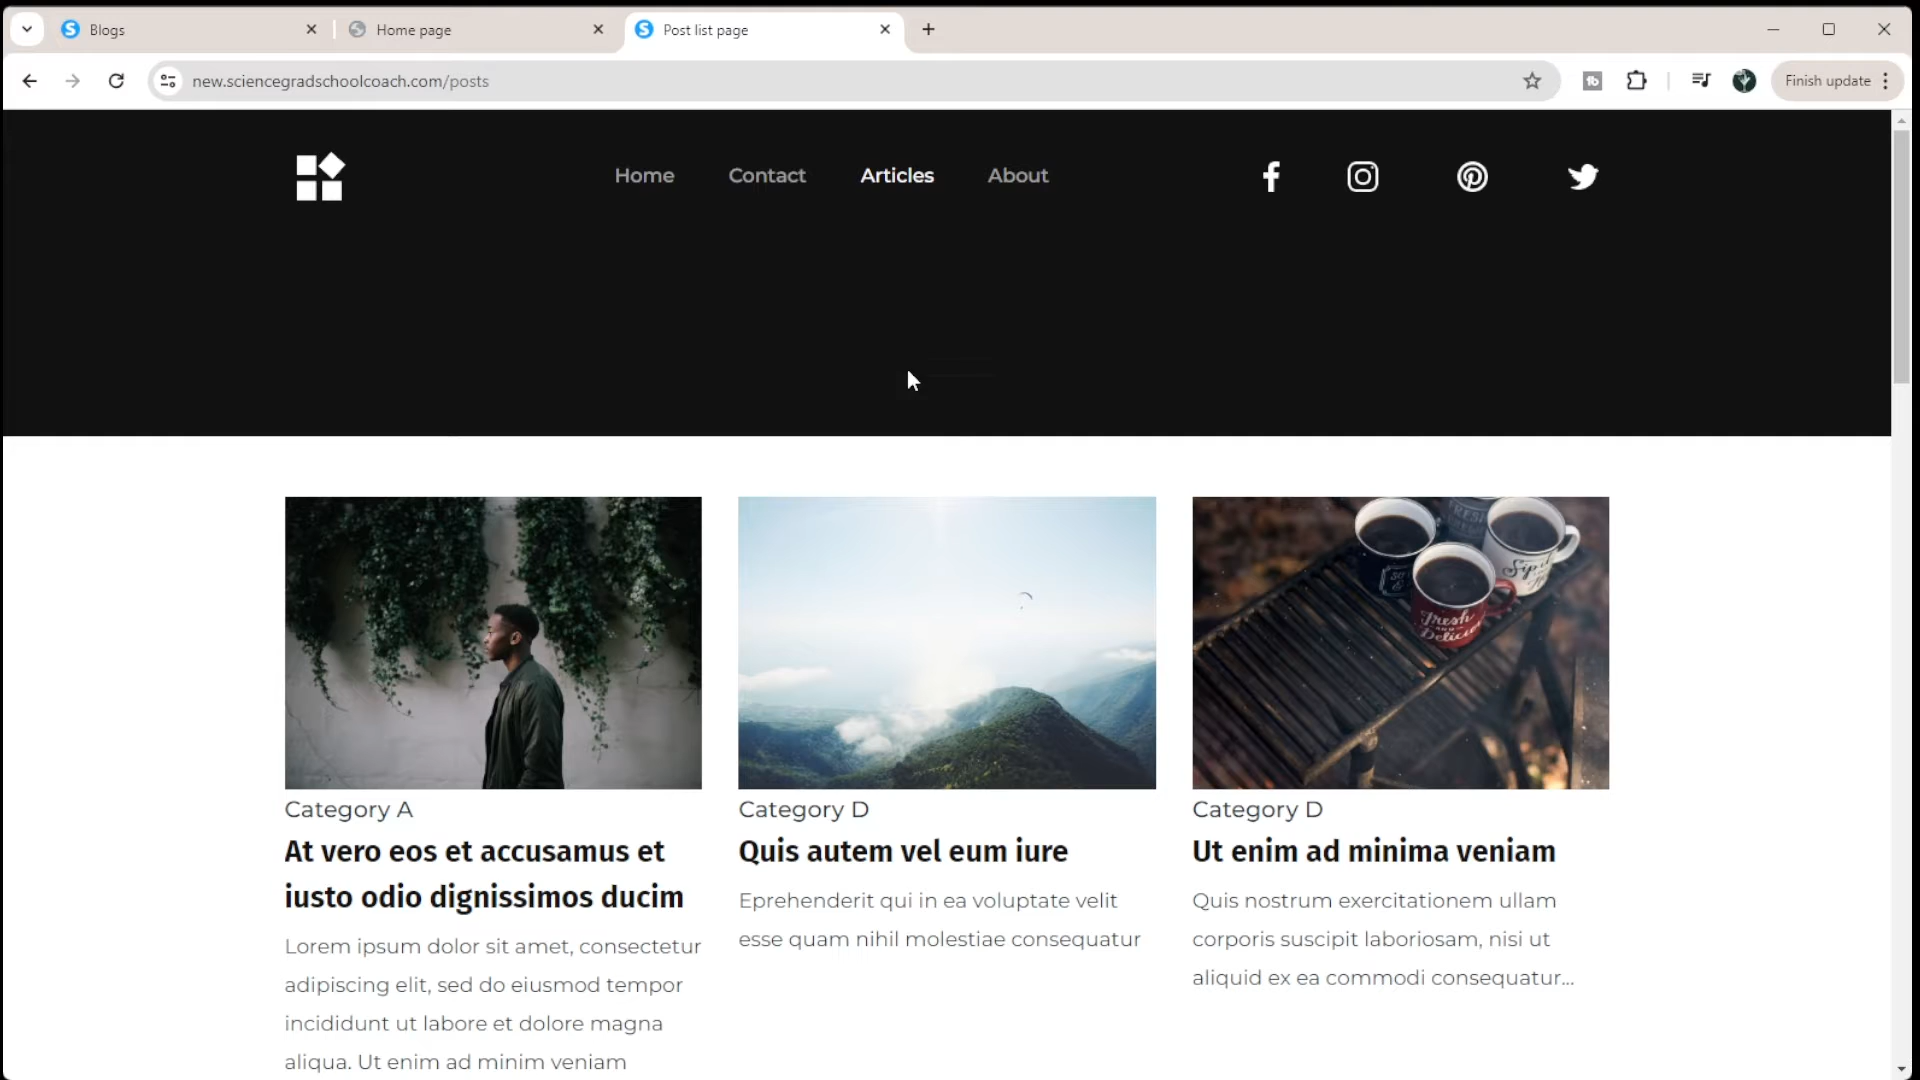 Blogs
Home page
Post list page
new.sciencegradschoolcoach.com/posts
Finish update
Home
Contact
Articles
About
Fresh
Category A
At vero eos et accusamus et
iusto odio dignissimos ducim
Lorem ipsum dolor sit amet, consectetur
adipiscing elit, sed do eiusmod tempor
incididunt ut labore et dolore magna
aliqua. Ut enim ad minim veniam
Category D
Quis autem vel eum iure
Eprehenderit qui in ea voluptate velit
esse quam nihil molestiae consequatur
Category D
Ut enim ad minima veniam
Quis nostrum exercitationem ullam
corporis suscipit laboriosam, nisi ut
aliquid ex ea commodi consequatur...